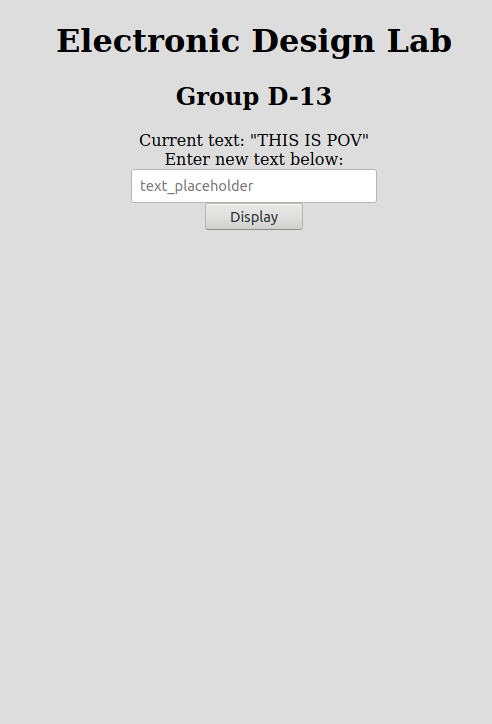 Electronic Design Lab
Group D-13
Current text: "THIS IS POV"
Enter new text below:
text_placeholder
Display